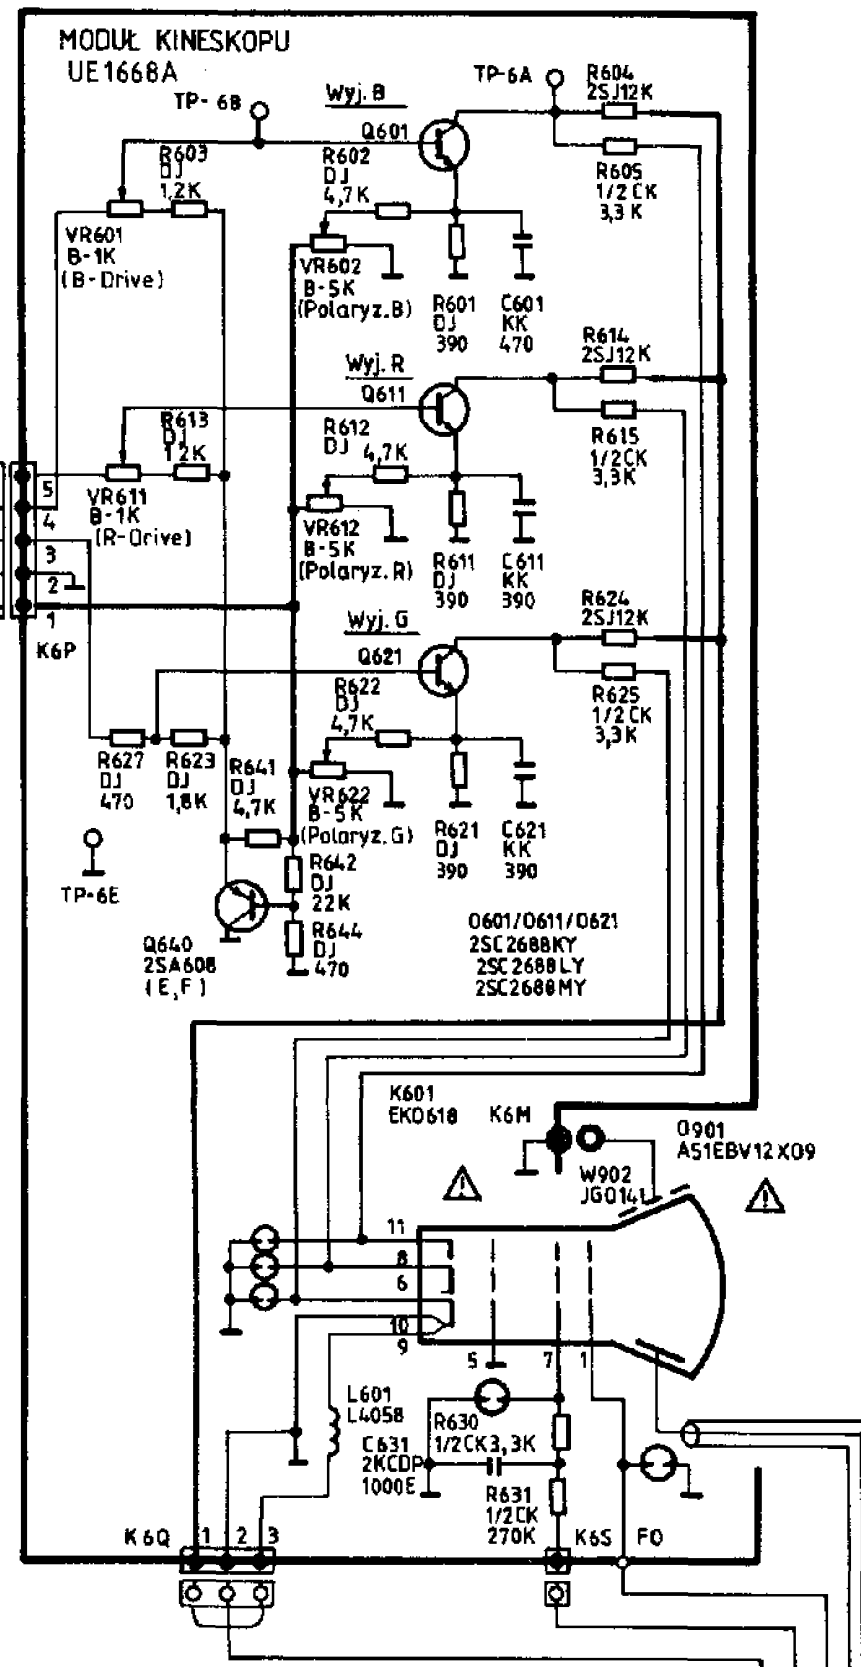 MODUŁ KINESKOPU
UE1668A
TP-6B
Wyj. B
TP-6A
R604
2SJ12K
Q601
R603
DJ
1,2K
R602
DJ
4,7K
R605
1/2 CK
3,3 K
VR601
B-1K
(B-Drive)
VR602
B-5K
(Polaryz.B)
R601
DJ
390
C601
KK
470
R614
2SJ12K
Wyj. R
Q611
R613
DJ
1 2K
R612
DJ 4,7K
R615
1/2CK
3,3K
5
4
3
2
1
K6P
VR611
B-1K
(R-Drive)
VR612
B-5K
(Polaryz.R)
R611
DJ
390
C611
KK
390
R624
2SJ12K
Wyj. G
Q621
R622
DJ
4,7K
R625
1/2 CK
3,3K
R627
DJ
470
R623
DJ
1,8K
R641
DJ
4,7K
VR622
B-5K
(Polaryz.G)
R621
DJ
390
C621
KK
390
TP-6E
R642
DJ
22K
Q640
2SA608
(E,F)
R644
DJ
470
Q601/Q611/Q621
2SC2688KY
2SC2688LY
2SC2688MY
K601
EKO618
K6M
Q901
A51EBV12X09
W902
JG0141
11
8
6
10
9
5
7
1
L601
L4058
C631
2KCDP
1000E
R630
1/2CK3,3K
R631
1/2CK
270K
K6Q
1
2
3
K6S
FO